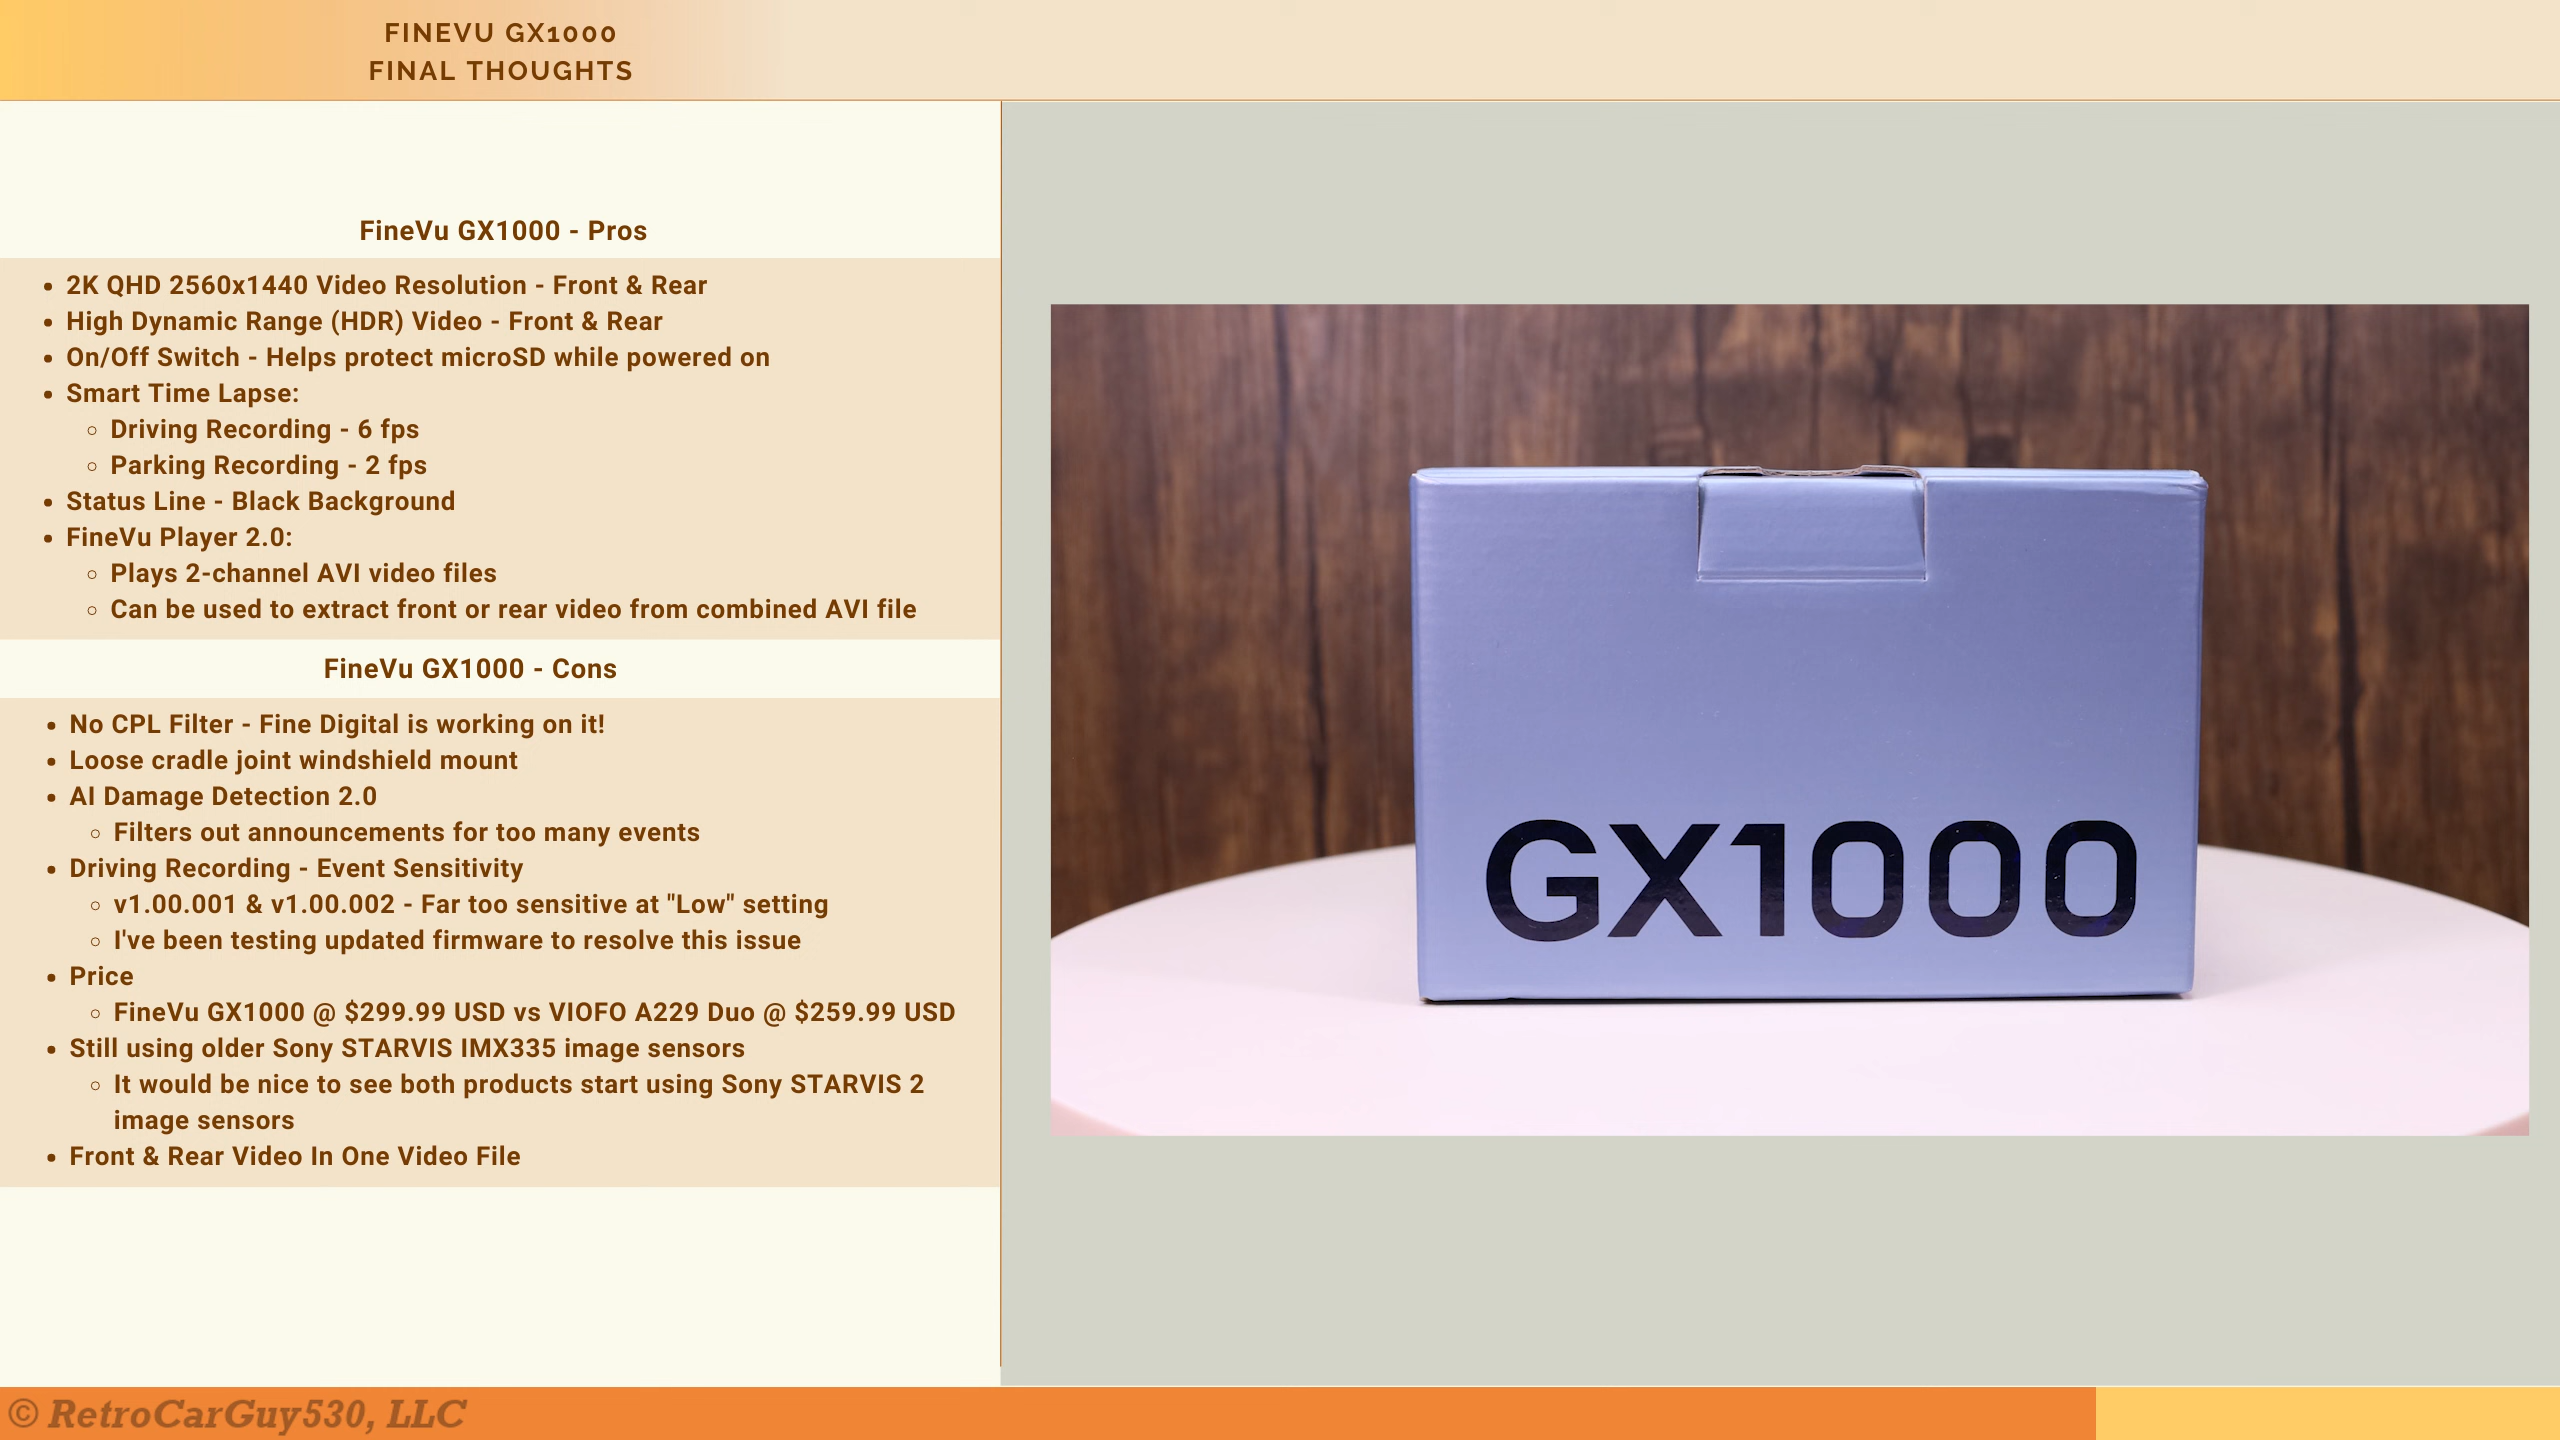 FINEVU GX1000
FINAL THOUGHTS
FineVu GX1000 - Pros
• 2K QHD 2560x1440 Video Resolution - Front & Rear
• High Dynamic Range (HDR) Video - Front & Rear
• On/Off Switch - Helps protect microSD while powered on
• Smart Time Lapse:
◦ Driving Recording - 6 fps
◦ Parking Recording - 2 fps
• Status Line - Black Background
• FineVu Player 2.0:
◦ Plays 2-channel AVI video files
◦ Can be used to extract front or rear video from combined AVI file
FineVu GX1000 - Cons
• No CPL Filter - Fine Digital is working on it!
• Loose cradle joint windshield mount
• AI Damage Detection 2.0
◦ Filters out announcements for too many events
• Driving Recording - Event Sensitivity
◦ v1.00.001 & v1.00.002 - Far too sensitive at "Low" setting
◦ I've been testing updated firmware to resolve this issue
• Price
◦ FineVu GX1000 @ $299.99 USD vs VIOFO A229 Duo @ $259.99 USD
• Still using older Sony STARVIS IMX335 image sensors
◦ It would be nice to see both products start using Sony STARVIS 2
image sensors
• Front & Rear Video In One Video File
GX1000
© RetroCarGuy530, LLC